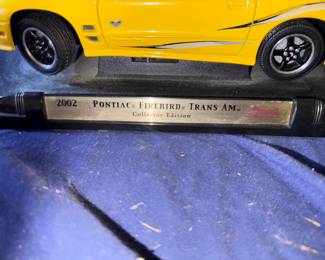 2002 Pontiac® Firebird® Trans Am®
Collector Edition